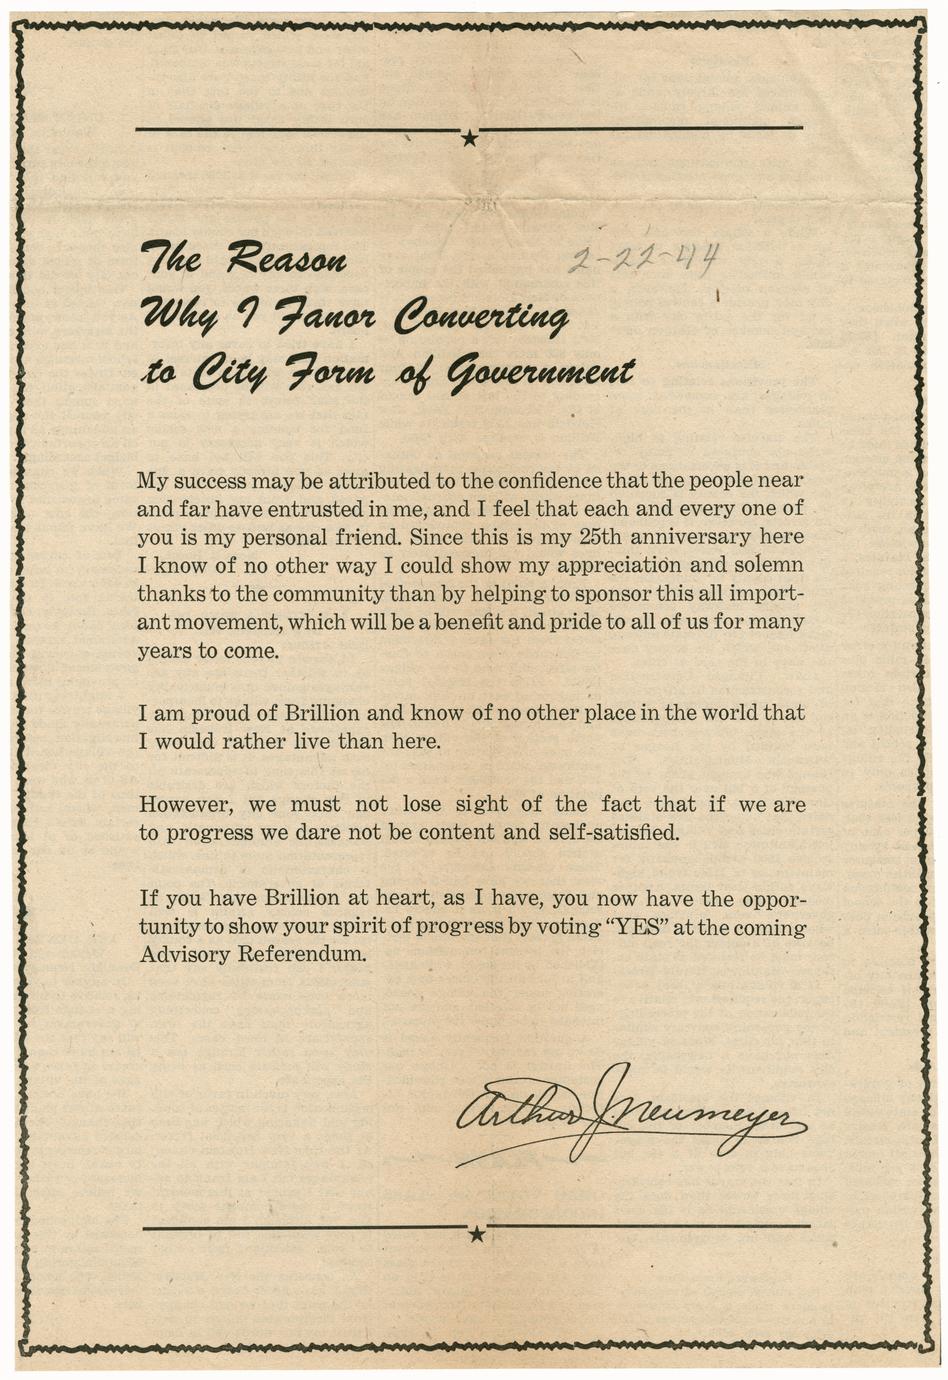 The Reason
2-22-44
Why I Fanor Converting
to City Form of Government
My success may be attributed to the confidence that the people near
and far have entrusted in me, and I feel that each and every one of
you is my personal friend. Since this is my 25th anniversary here
I know of no other way I could show my appreciation and solemn
thanks to the community than by helping to sponsor this all import-
ant movement, which will be a benefit and pride to all of us for many
years to come.
I am proud of Brillion and know of no other place in the world that
I would rather live than here.
However, we must not lose sight of the fact that if we are
to progress we dare not be content and self-satisfied.
If you have Brillion at heart, as I have, you now have the oppor-
tunity to show your spirit of progress by voting “YES” at the coming
Advisory Referendum.
Arthur J. Neumeyer